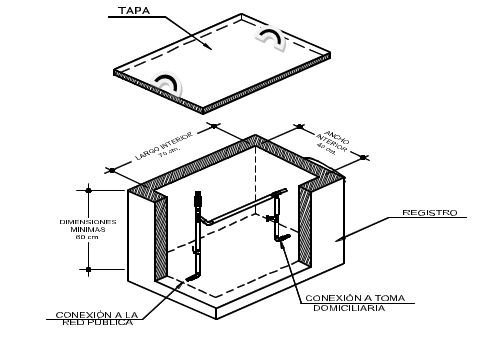 TAPA
LARGO INTERIOR
70 cm.
ANCHO
INTERIOR
40 cm.
DIMENSIONES
MINIMAS
60 cm
REGISTRO
CONEXIÓN A LA
RED PUBLICA
CONEXIÓN A TOMA
DOMICILIARIA